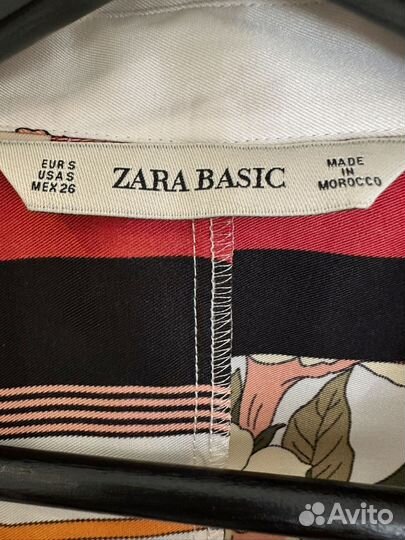 EUR S
USA S
MEX 26
ZARA BASIC
MADE
IN
MOROCCO
Avito